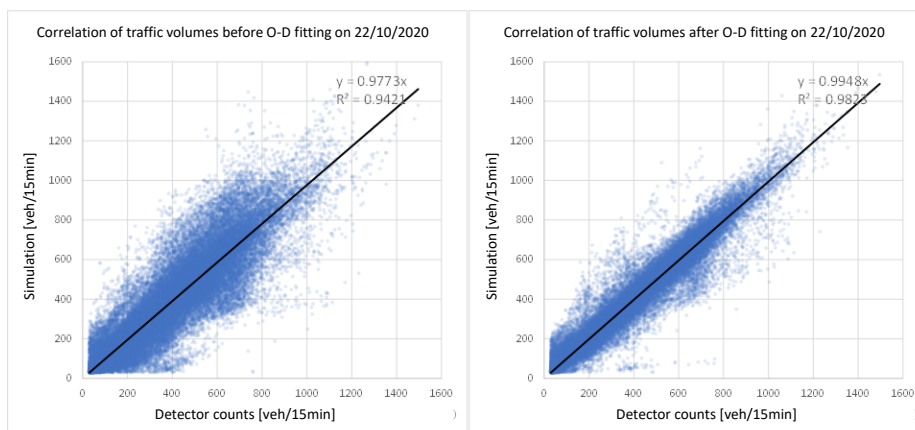 Correlation of traffic volumes before O-D fitting on 22/10/2020
1600
1400
1200
1000
800
600
400
200
0
y = 0.9773x
R² = 0.9421
0 200 400 600 800 1000 1200 1400 1600
Simulation [veh/15min]
Detector counts [veh/15min]
)
Correlation of traffic volumes after O-D fitting on 22/10/2020
1600
1400
1200
1000
800
600
400
200
0
y = 0.9948x
R² = 0.9823
0 200 400 600 800 1000 1200 1400 1600
Simulation [veh/15min]
Detector counts [veh/15min]